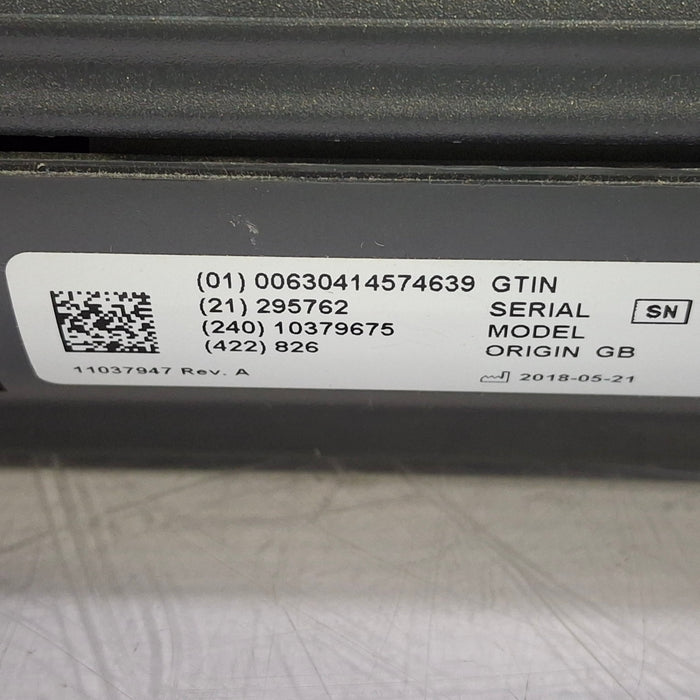 (01) 00630414574639 GTIN
(21) 295762 SERIAL SN
(240) 10379675 MODEL
(422) 826 ORIGIN GB
11037947 Rev. A 2018-05-21